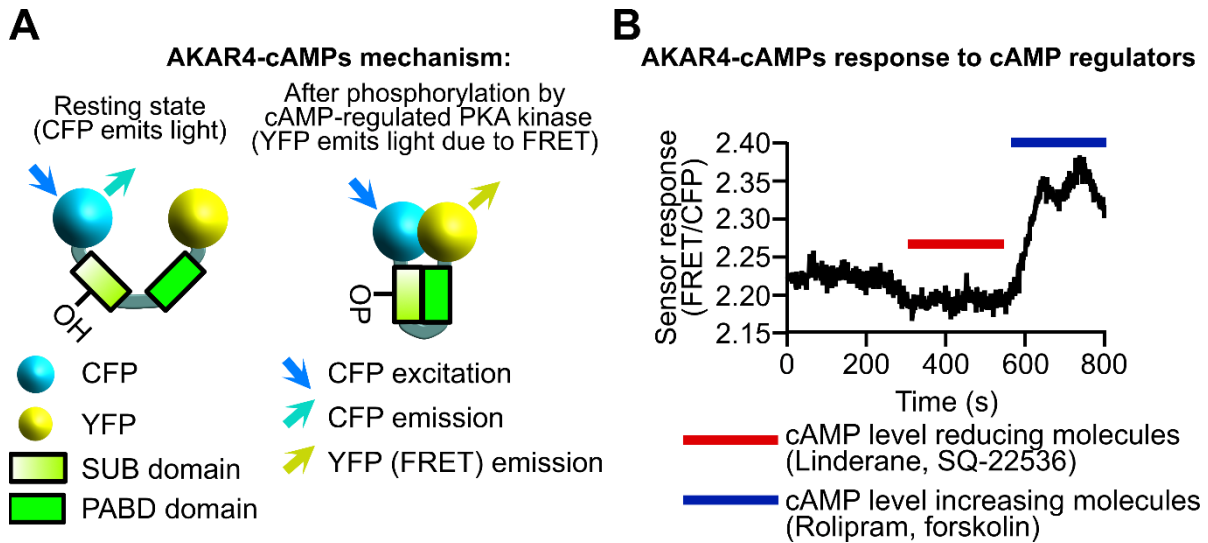 A
AKAR4-cAMPs mechanism:
Resting state
(CFP emits light)
After phosphorylation by
cAMP-regulated PKA kinase
(YFP emits light due to FRET)
OH
OP
CFP
YFP
SUB domain
PABD domain
CFP excitation
CFP emission
YFP (FRET) emission
B
AKAR4-cAMPs response to cAMP regulators
Sensor response
(FRET/CFP)
2.40
2.35
2.30
2.25
2.20
2.15
0 200 400 600 800
Time (s)
cAMP level reducing molecules
(Linderane, SQ-22536)
cAMP level increasing molecules
(Rolipram, forskolin)